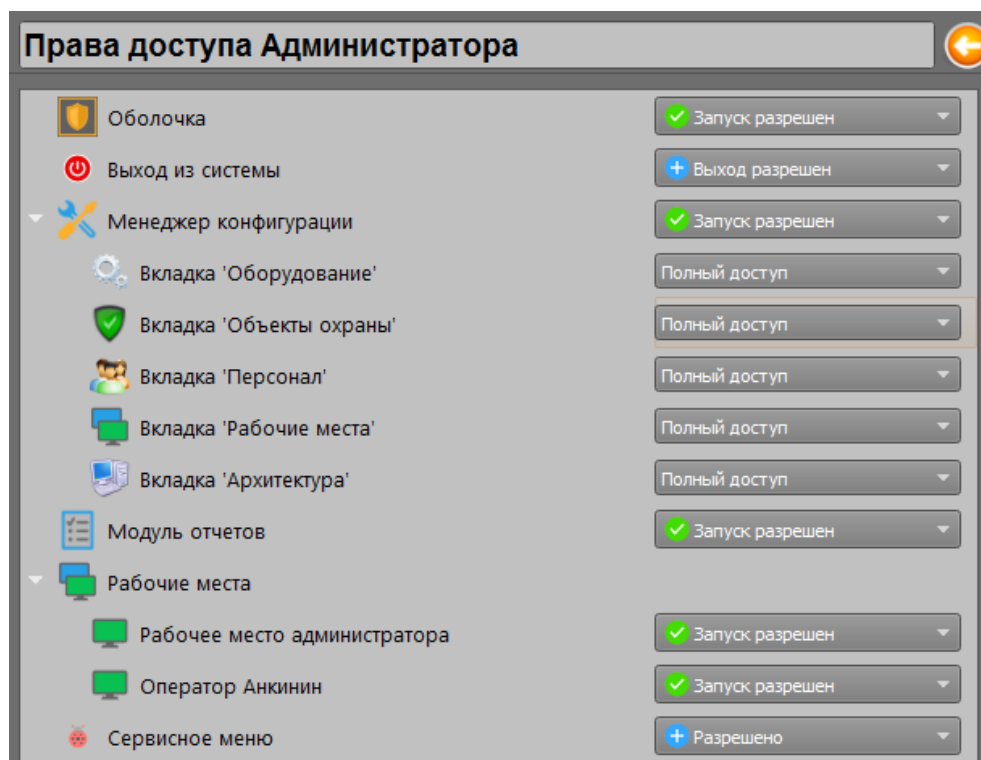 Права доступа Администратора
Оболочка Запуск разрешен
Выход из системы Выход разрешен
Менеджер конфигурации Запуск разрешен
Вкладка 'Оборудование' Полный доступ
Вкладка 'Объекты охраны' Полный доступ
Вкладка 'Персонал' Полный доступ
Вкладка 'Рабочие места' Полный доступ
Вкладка 'Архитектура' Полный доступ
Модуль отчетов Запуск разрешен
Рабочие места
Рабочее место администратора Запуск разрешен
Оператор Анкинин Запуск разрешен
Сервисное меню Разрешено